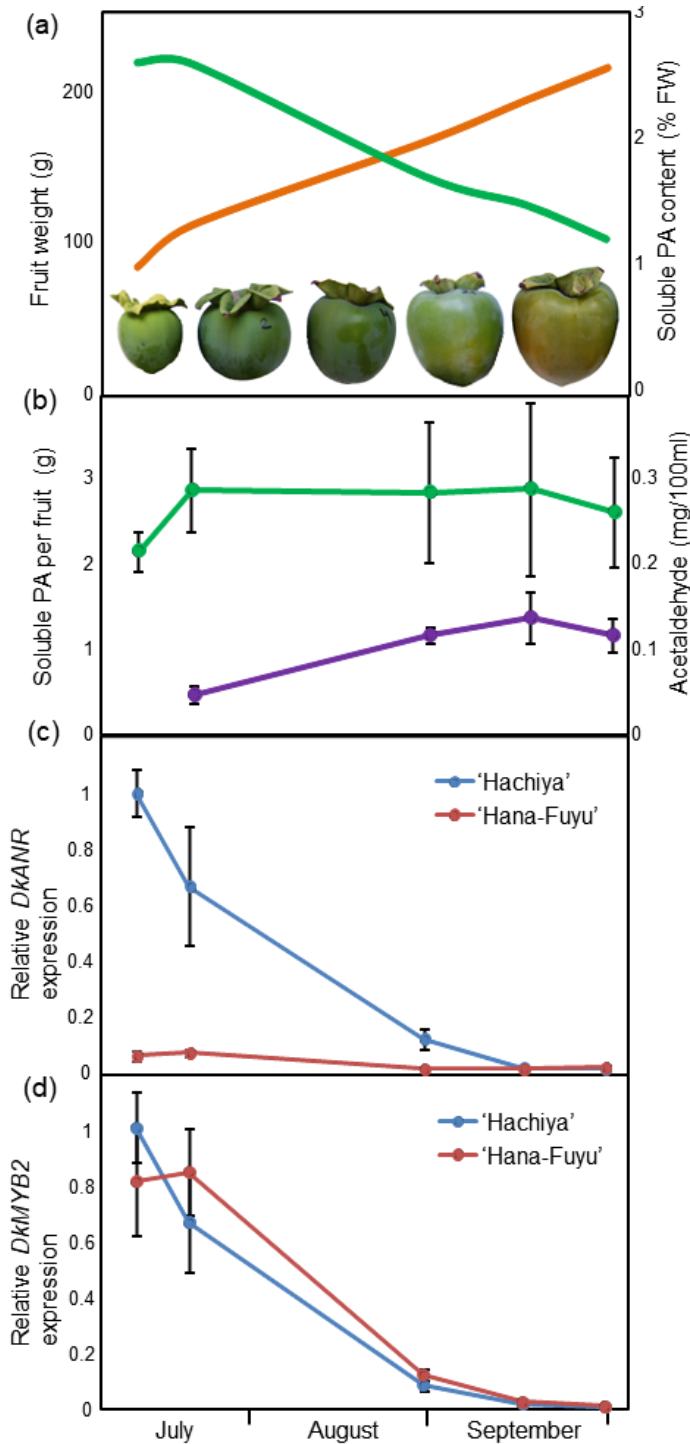 (a)
3
200
100
0
Fruit weight (g)
2
1
0
Soluble PA content (% FW)
2
(b)
3
2
1
0
Soluble PA per fruit (g)
0.3
0.2
0.1
0
Acetaldehyde (mg/100ml)
(c)
1
0.8
0.6
0.4
0.2
0
Relative DkANR
expression
'Hachiya'
'Hana-Fuyu'
(d)
1
0.8
0.6
0.4
0.2
0
Relative DkMYB2
expression
'Hachiya'
'Hana-Fuyu'
July August September